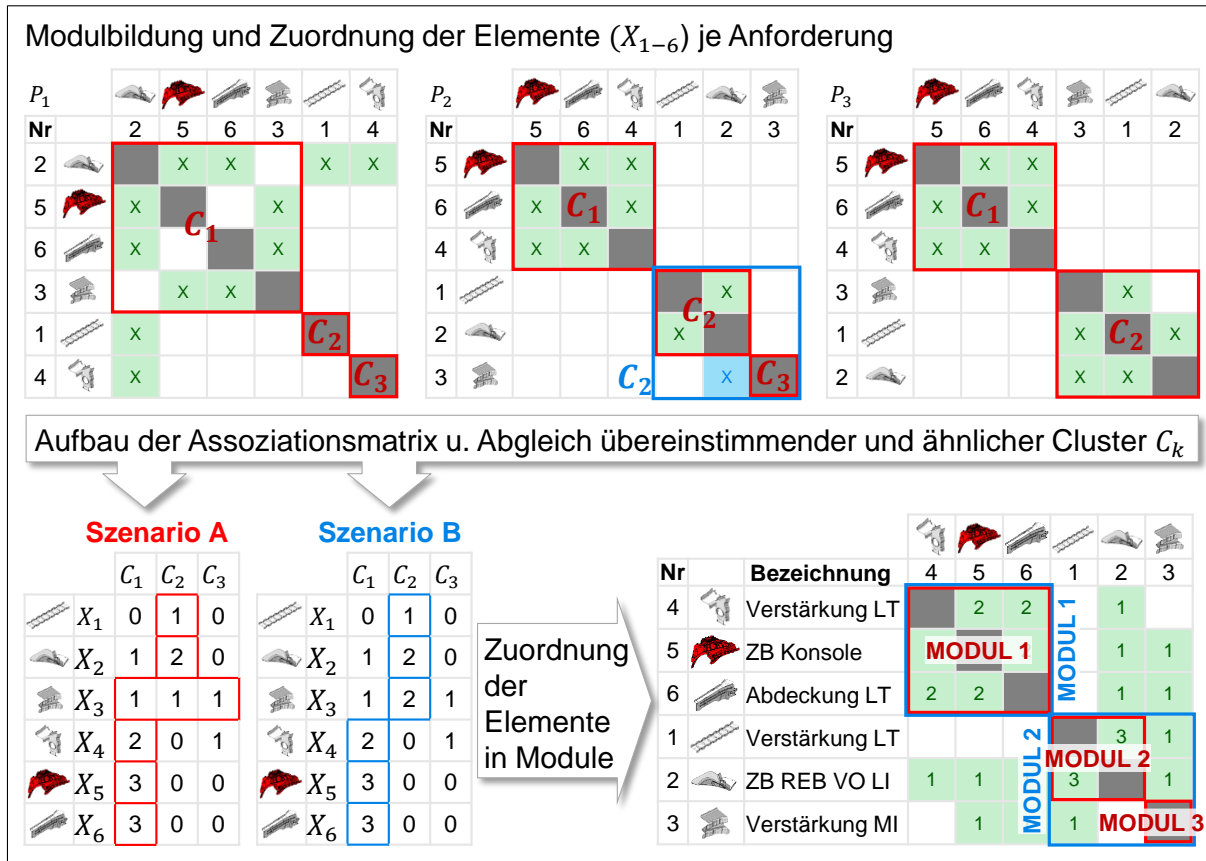 Modulbildung und Zuordnung der Elemente (X₁₋₆) je Anforderung
P₁
Nr 2 5 6 3 1 4
2 X X X X
5 X X
6 X X
3 X X
1 X
4 X
C₁
C₂
C₃
P₂
Nr 5 6 4 1 2 3
5 X X
6 X X
4 X X
1 X
2 X
3 X
C₁
C₂
C₂
C₃
P₃
Nr 5 6 4 3 1 2
5 X X
6 X X
4 X X
3 X
1 X X
2 X X
C₁
C₂
Aufbau der Assoziationsmatrix u. Abgleich übereinstimmender und ähnlicher Cluster Cₖ
Szenario A
C₁ C₂ C₃
X₁ 0 1 0
X₂ 1 2 0
X₃ 1 1 1
X₄ 2 0 1
X₅ 3 0 0
X₆ 3 0 0
Szenario B
C₁ C₂ C₃
X₁ 0 1 0
X₂ 1 2 0
X₃ 1 2 1
X₄ 2 0 1
X₅ 3 0 0
X₆ 3 0 0
Zuordnung
der
Elemente
in Module
Nr Bezeichnung 4 5 6 1 2 3
4 Verstärkung LT 2 2 1
5 ZB Konsole 1 1
6 Abdeckung LT 2 2 1 1
1 Verstärkung LT 3 1
2 ZB REB VO LI 1 1 3 1
3 Verstärkung MI 1 1 1
MODUL 1
MODUL 1
MODUL 2
MODUL 2
MODUL 3